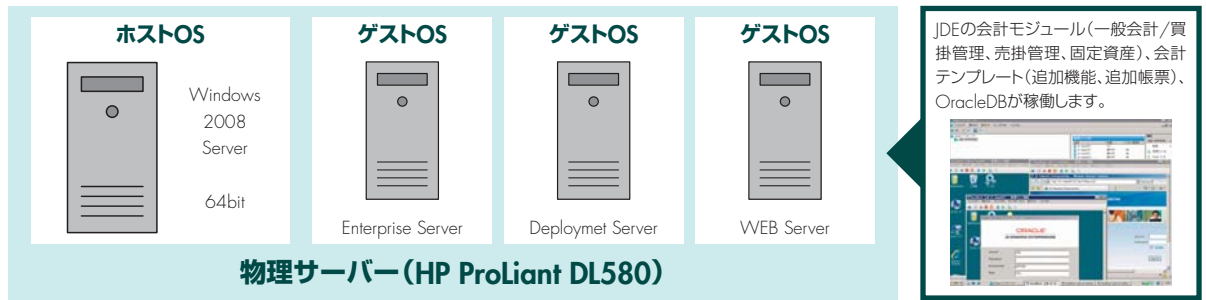 ホストOS
Windows
2008
Server
64bit
ゲストOS
Enterprise Server
ゲストOS
Deploymet Server
ゲストOS
WEB Server
物理サーバー(HP ProLiant DL580)
JDEの会計モジュール(一般会計/買
掛管理、売掛管理、固定資産)、会計
テンプレート(追加機能、追加帳票)、
OracleDBが稼働します。
ORACLE